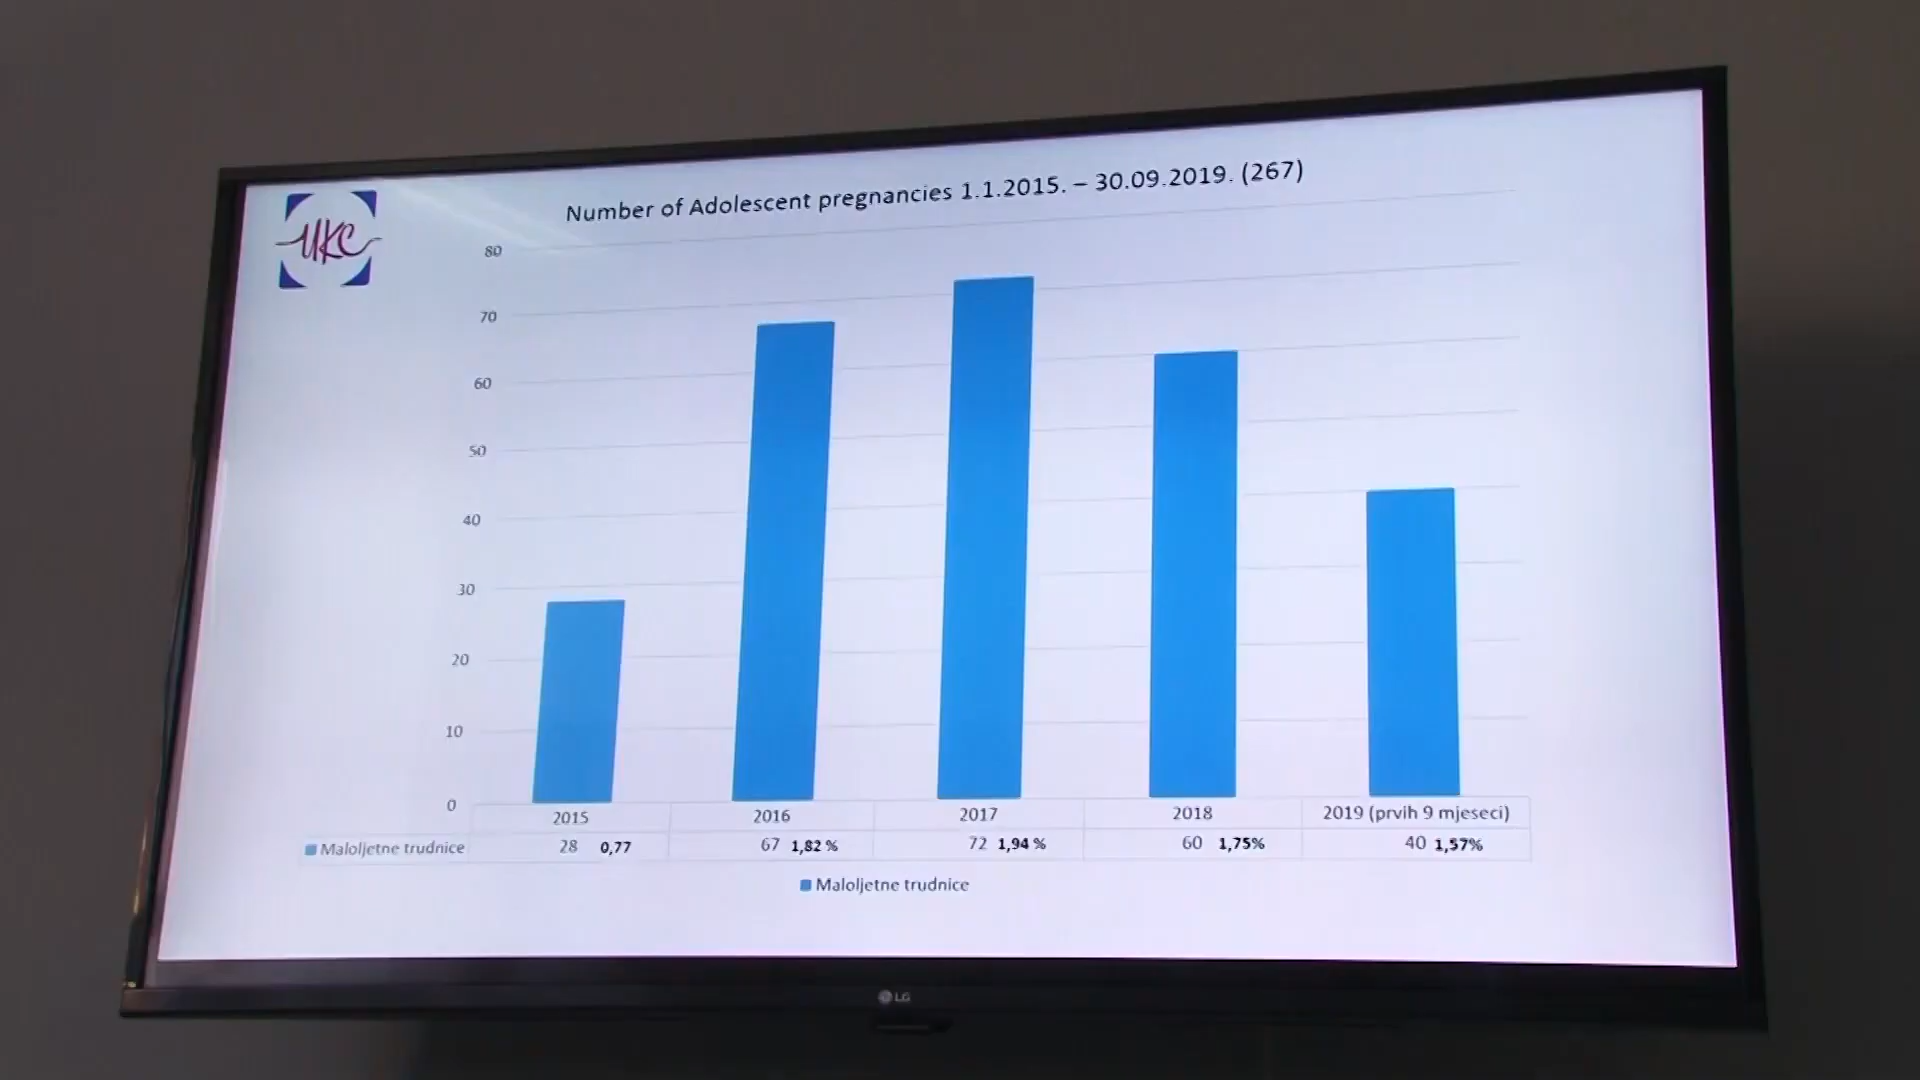 Number of Adolescent pregnancies 1.1.2015. – 30.09.2019. (267)
UKC
80
70
60
50
40
30
20
10
0
2015 2016 2017 2018 2019 (prvih 9 mjeseci)
Maloljetne trudnice 28 0,77 67 1,82 % 72 1,94 % 60 1,75% 40 1,57%
Maloljetne trudnice
LG